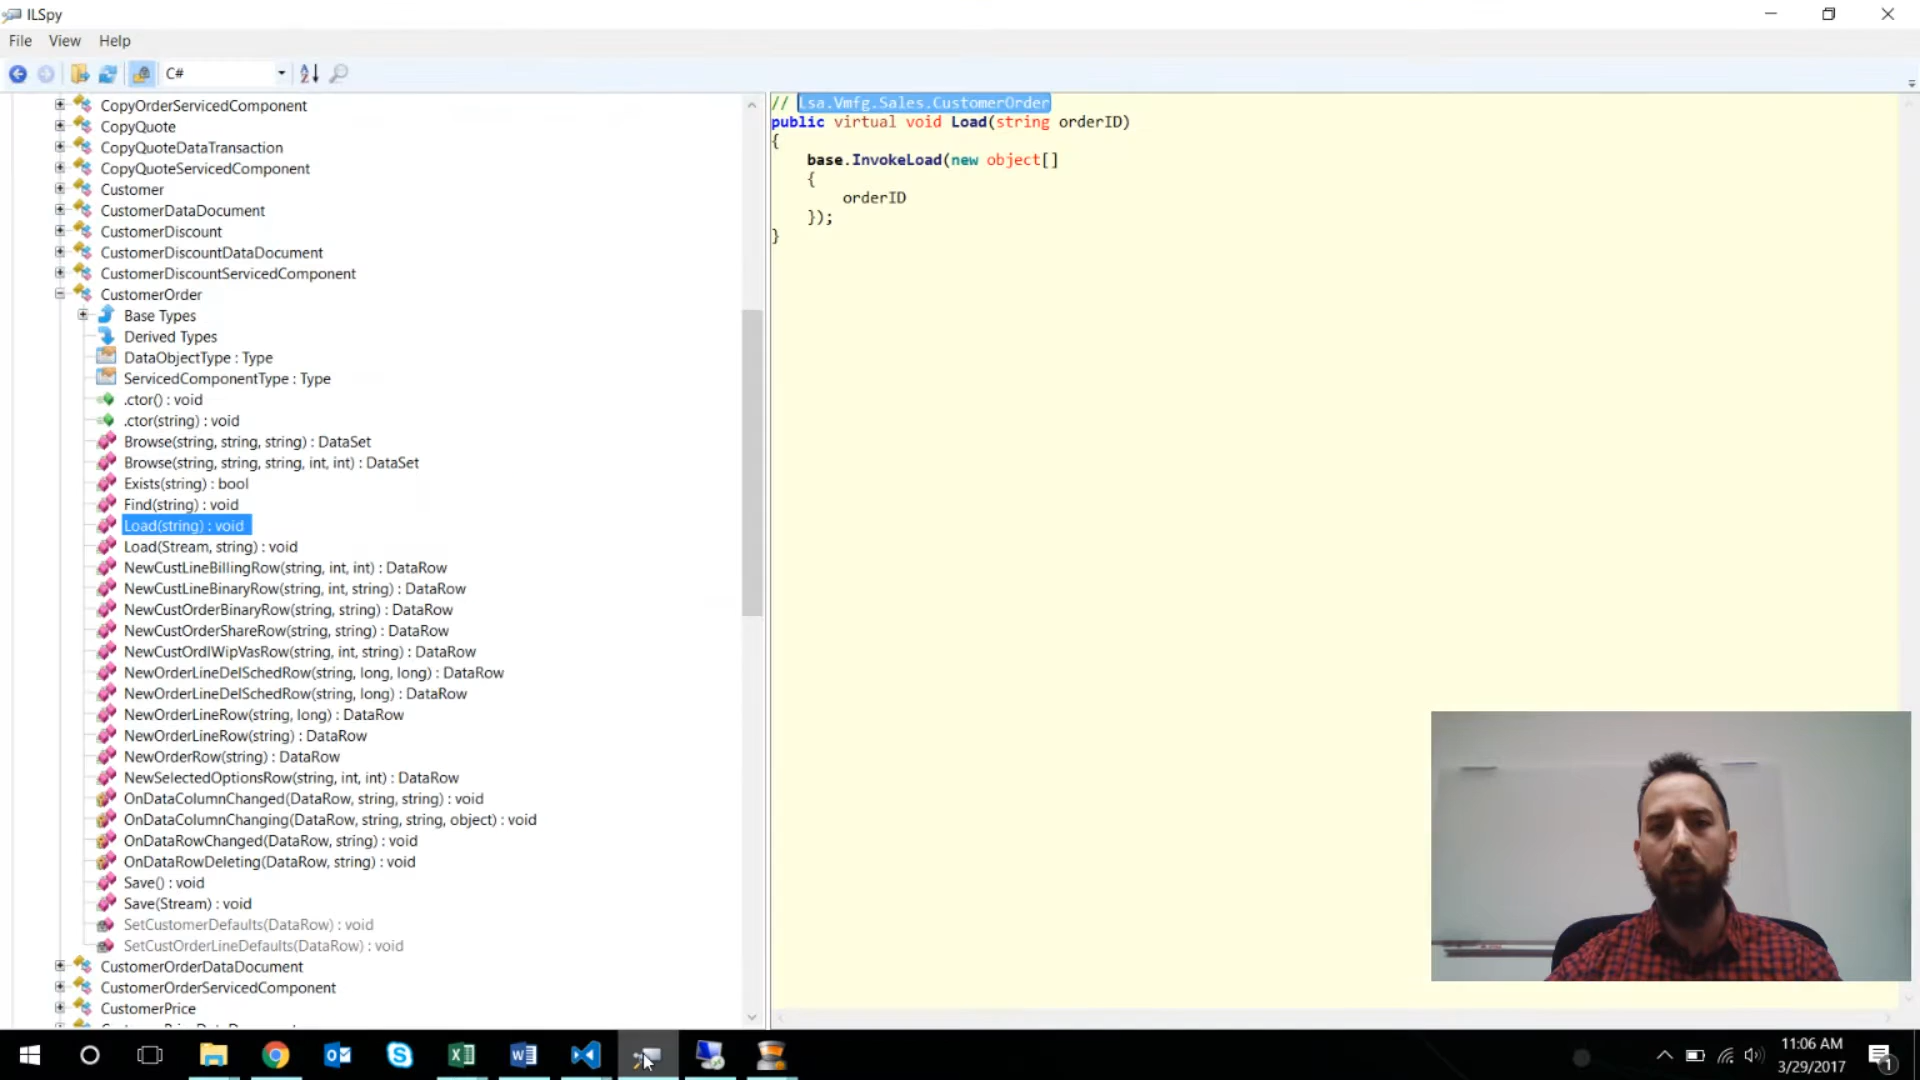 ILSpy
File View Help
C#
CopyOrderServicedComponent
CopyQuote
CopyQuoteDataTransaction
CopyQuoteServicedComponent
Customer
CustomerDataDocument
CustomerDiscount
CustomerDiscountDataDocument
CustomerDiscountServicedComponent
CustomerOrder
Base Types
Derived Types
DataObjectType : Type
ServicedComponentType : Type
.ctor() : void
.ctor(string) : void
Browse(string, string, string) : DataSet
Browse(string, string, string, int, int) : DataSet
Exists(string) : bool
Find(string) : void
Load(string) : void
Load(Stream, string) : void
NewCustLineBillingRow(string, int, int) : DataRow
NewCustLineBinaryRow(string, int, string) : DataRow
NewCustOrderBinaryRow(string, string) : DataRow
NewCustOrderShareRow(string, string) : DataRow
NewCustOrdlWipVasRow(string, int, string) : DataRow
NewOrderLineDelSchedRow(string, long, long) : DataRow
NewOrderLineDelSchedRow(string, long) : DataRow
NewOrderLineRow(string, long) : DataRow
NewOrderLineRow(string) : DataRow
NewOrderRow(string) : DataRow
NewSelectedOptionsRow(string, int, int) : DataRow
OnDataColumnChanged(DataRow, string, string) : void
OnDataColumnChanging(DataRow, string, string, object) : void
OnDataRowChanged(DataRow, string) : void
OnDataRowDeleting(DataRow, string) : void
Save() : void
Save(Stream) : void
SetCustomerDefaults(DataRow) : void
SetCustOrderLineDefaults(DataRow) : void
CustomerOrderDataDocument
CustomerOrderServicedComponent
CustomerPrice
// Lsa.Vmfg.Sales.CustomerOrder
public virtual void Load(string orderID)
{
base.InvokeLoad(new object[]
{
orderID
});
}
11:06 AM
3/29/2017
1